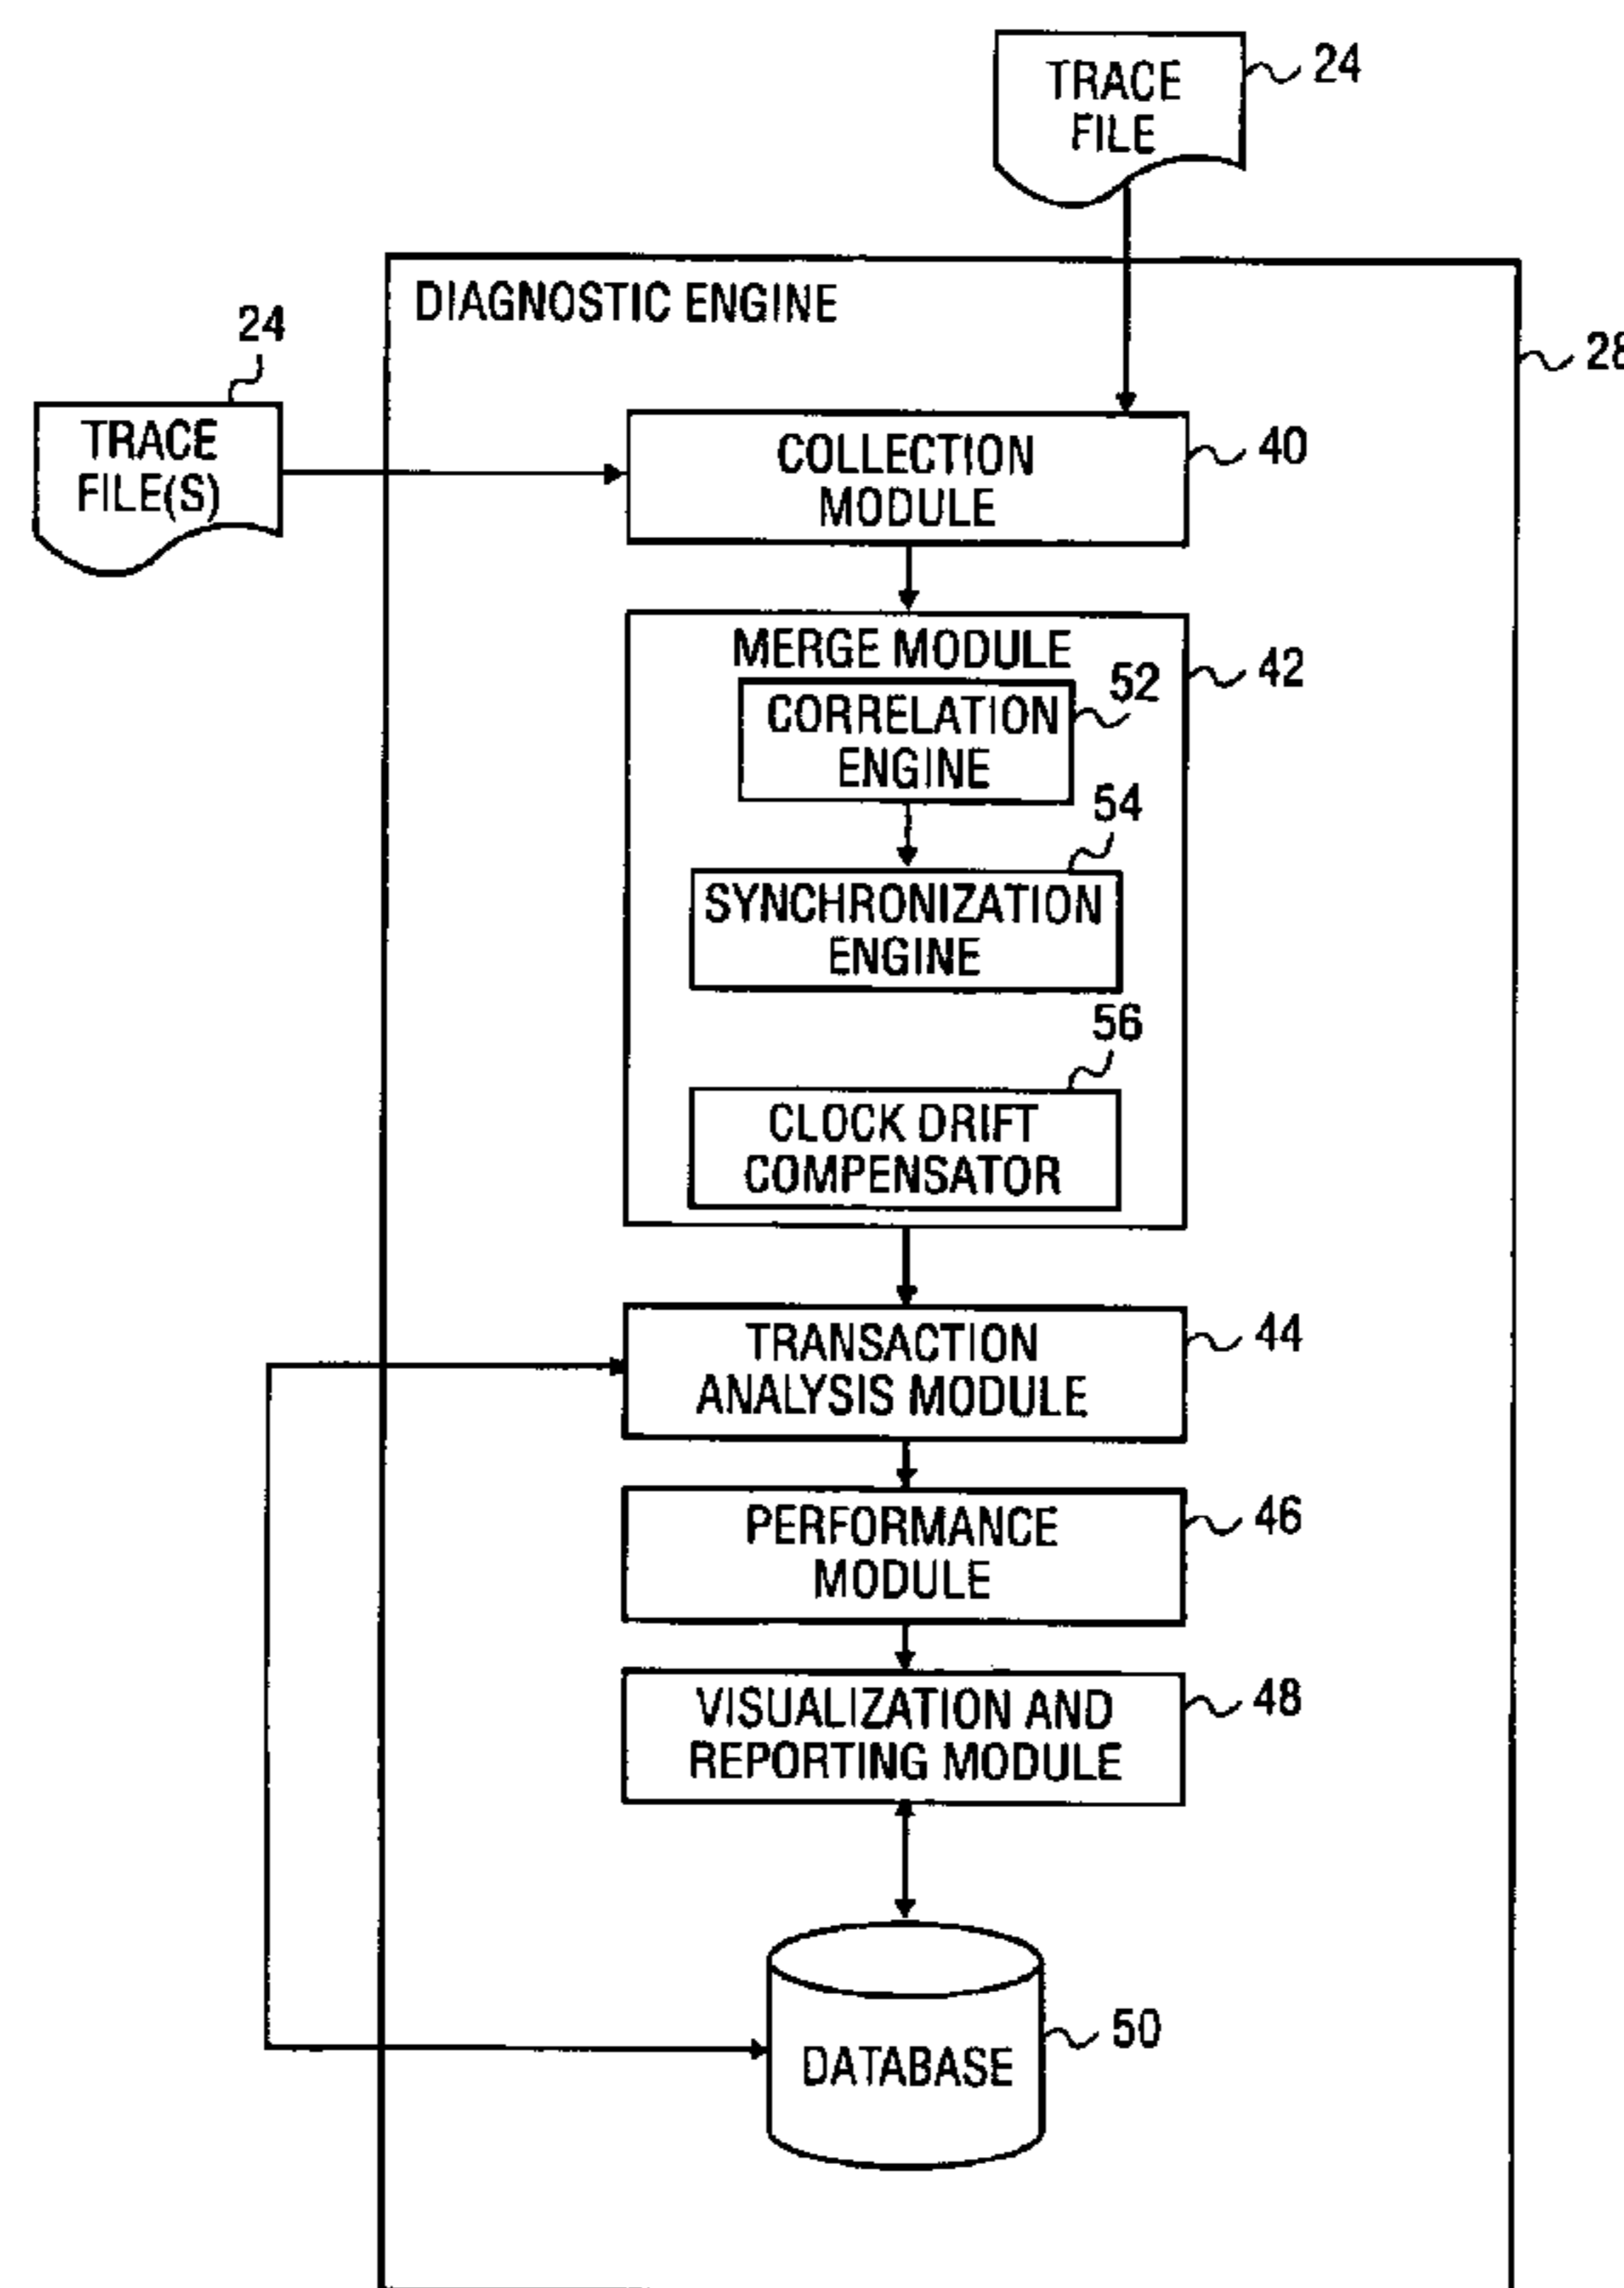 TRACE
FILE
24
DIAGNOSTIC ENGINE
28
24
TRACE
FILE(S)
COLLECTION
MODULE
40
MERGE MODULE
42
CORRELATION
ENGINE
52
SYNCHRONIZATION
ENGINE
54
CLOCK DRIFT
COMPENSATOR
56
TRANSACTION
ANALYSIS MODULE
44
PERFORMANCE
MODULE
46
VISUALIZATION AND
REPORTING MODULE
48
DATABASE
50